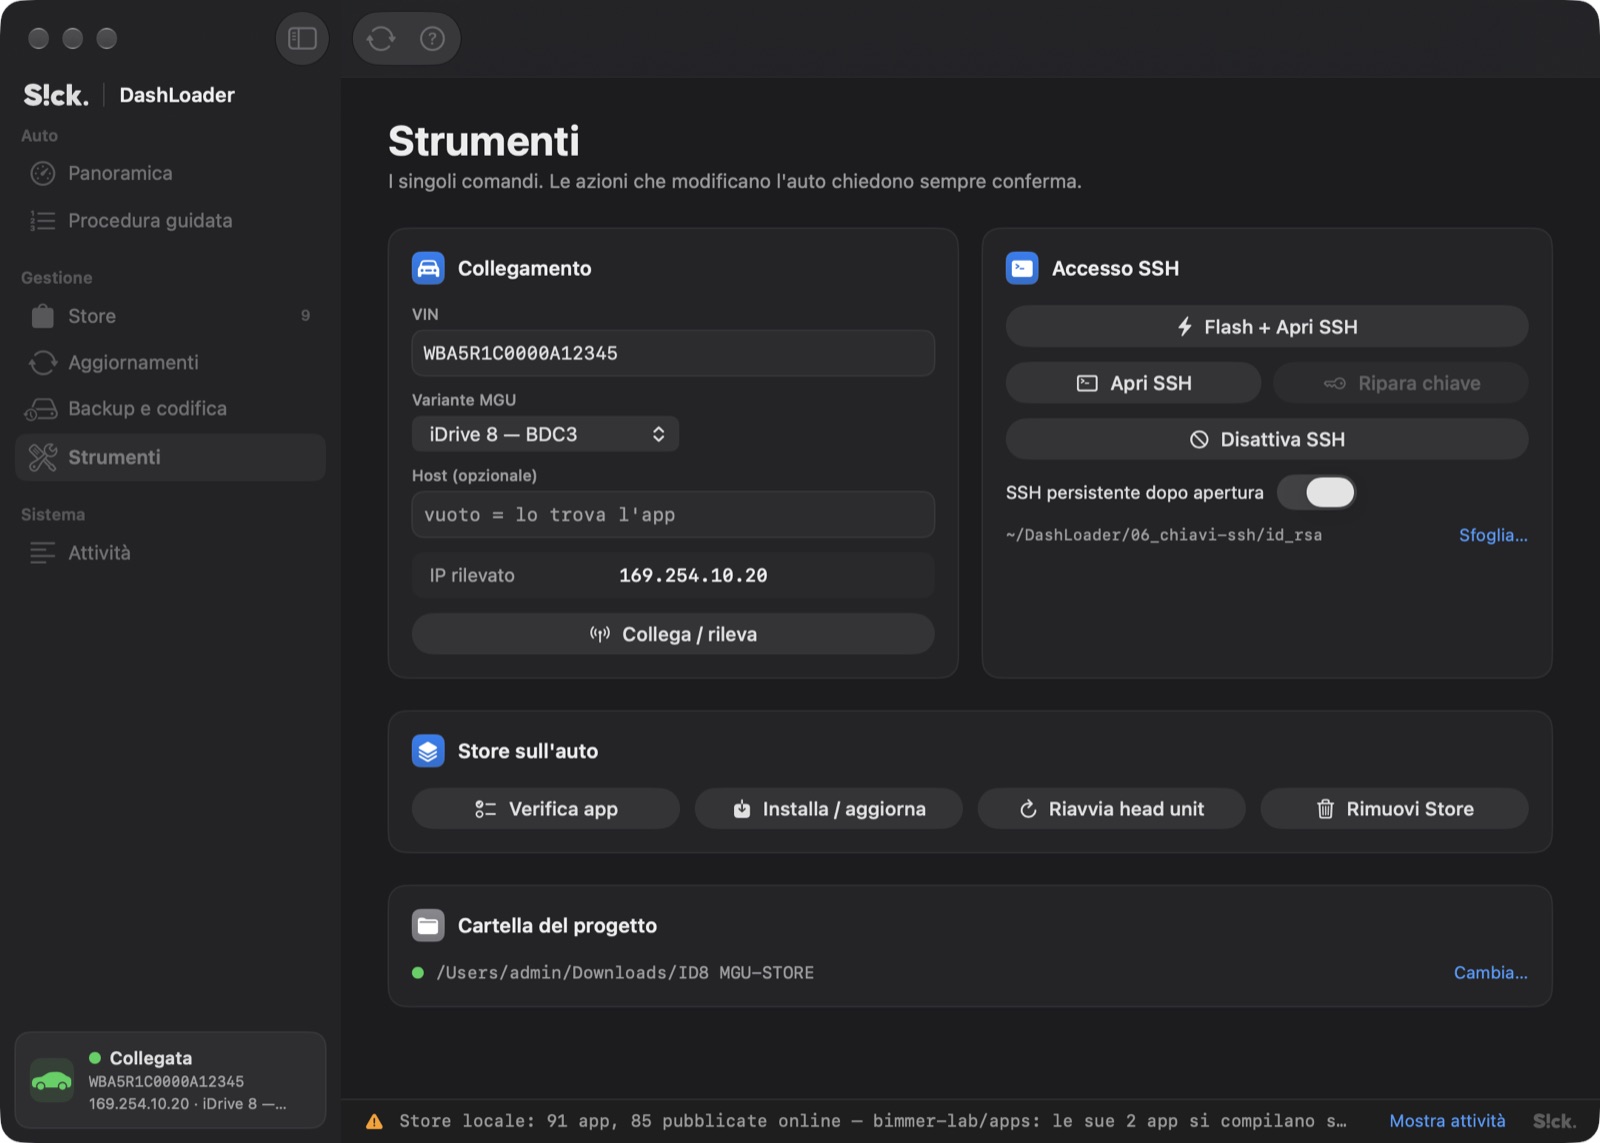 S!ck. DashLoader
Auto
Panoramica
Procedura guidata
Gestione
Store 9
Aggiornamenti
Backup e codifica
Strumenti
Sistema
Attività
Collegata
WBA5R1C0000A12345
169.254.10.20 · iDrive 8 —...
Strumenti
I singoli comandi. Le azioni che modificano l'auto chiedono sempre conferma.
Collegamento
VIN
WBA5R1C0000A12345
Variante MGU
iDrive 8 — BDC3
Host (opzionale)
vuoto = lo trova l'app
IP rilevato 169.254.10.20
Collega / rileva
Accesso SSH
Flash + Apri SSH
Apri SSH Ripara chiave
Disattiva SSH
SSH persistente dopo apertura
~/DashLoader/06_chiavi-ssh/id_rsa Sfoglia...
Store sull'auto
Verifica app Installa / aggiorna Riavvia head unit Rimuovi Store
Cartella del progetto
/Users/admin/Downloads/ID8 MGU-STORE Cambia...
Store locale: 91 app, 85 pubblicate online — bimmer-lab/apps: le sue 2 app si compilano s... Mostra attività S!ck.